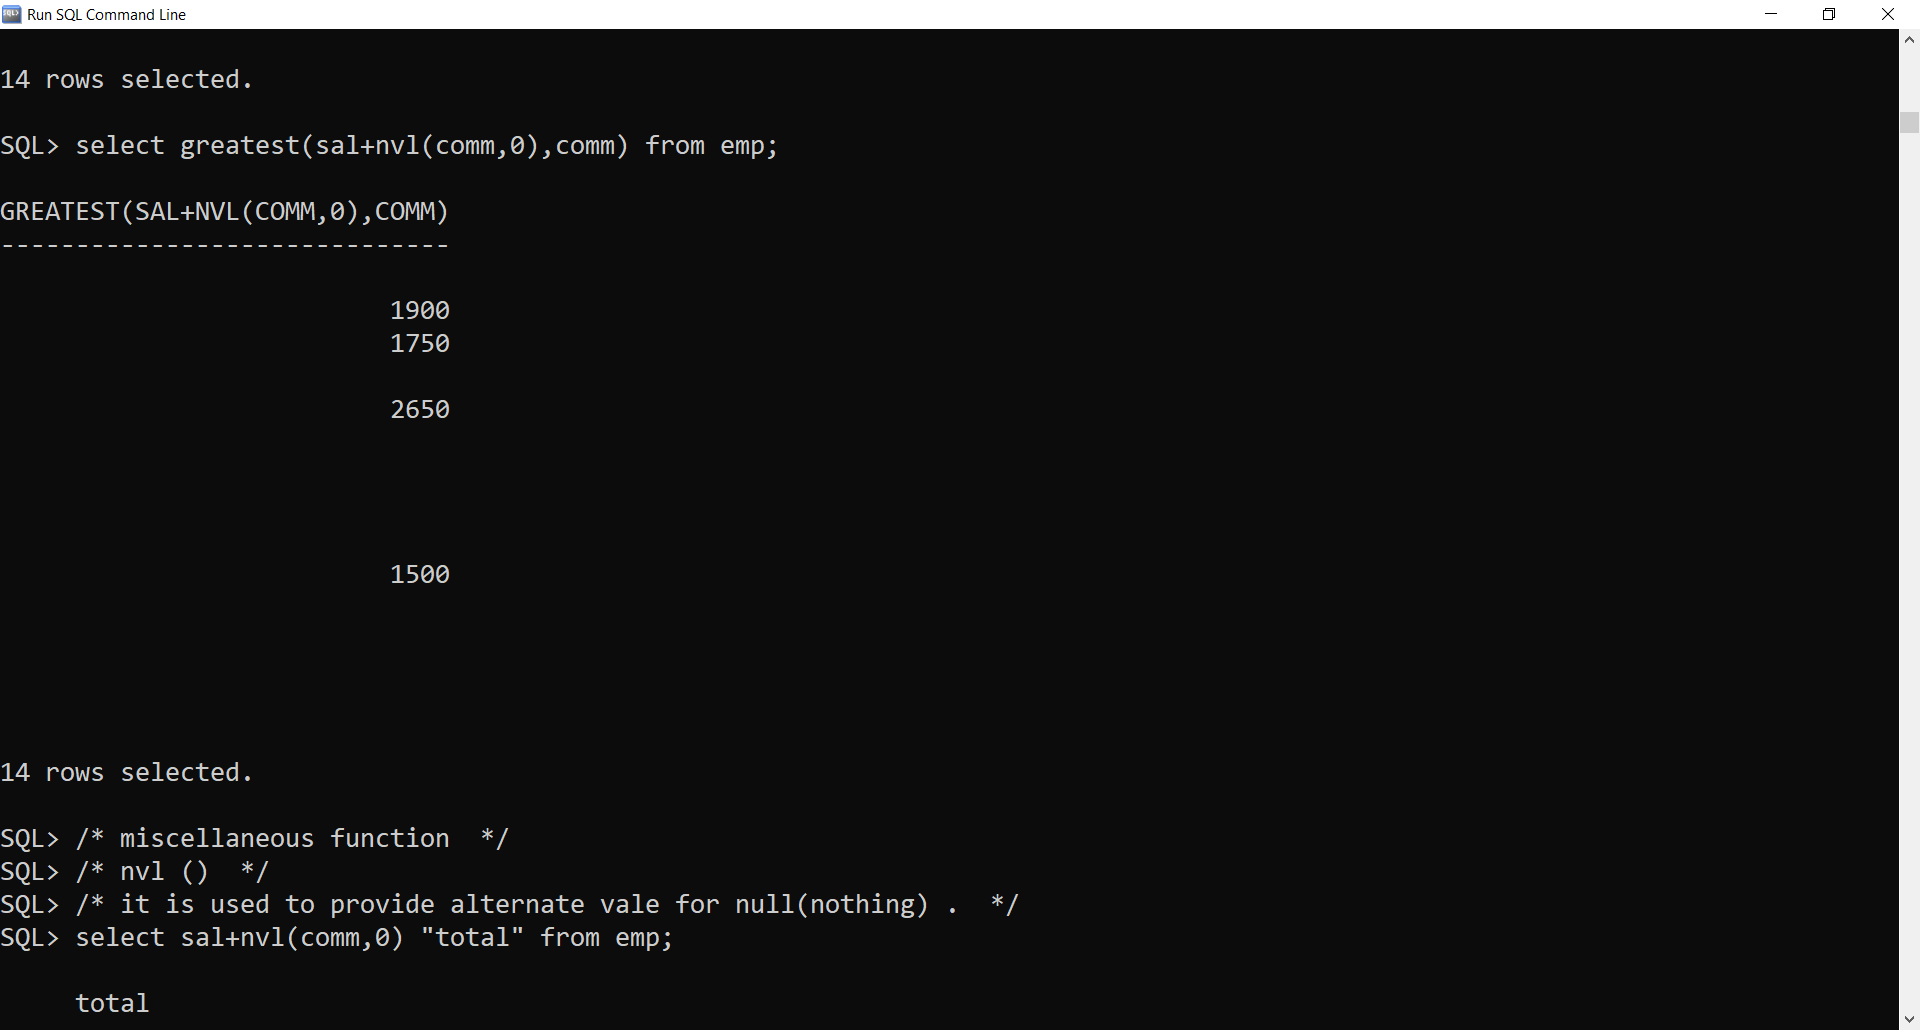 Run SQL Command Line
14 rows selected.
SQL> select greatest(sal+nvl(comm,0),comm) from emp;
GREATEST(SAL+NVL(COMM,0),COMM)
------------------------------
1900
1750
2650
1500
14 rows selected.
SQL> /* miscellaneous function  */
SQL> /* nvl ()  */
SQL> /* it is used to provide alternate vale for null(nothing) .  */
SQL> select sal+nvl(comm,0) "total" from emp;
total